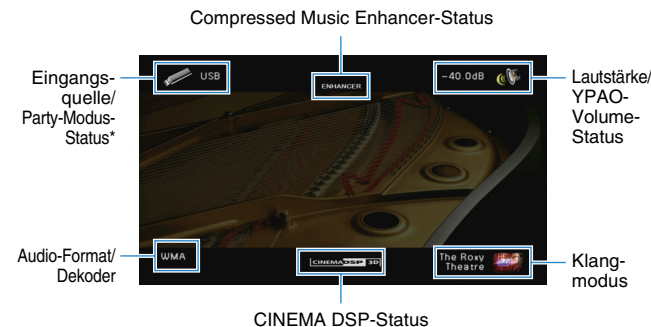 Compressed Music Enhancer-Status
Eingangs-
quelle/
Party-Modus-
Status*
USB
ENHANCER
-40.0dB
Lautstärke/
YPAO-
Volume-
Status
Audio-Format/
Dekoder
WMA
CINEMA DSP 3D
The Roxy
Theatre
Klang-
modus
CINEMA DSP-Status